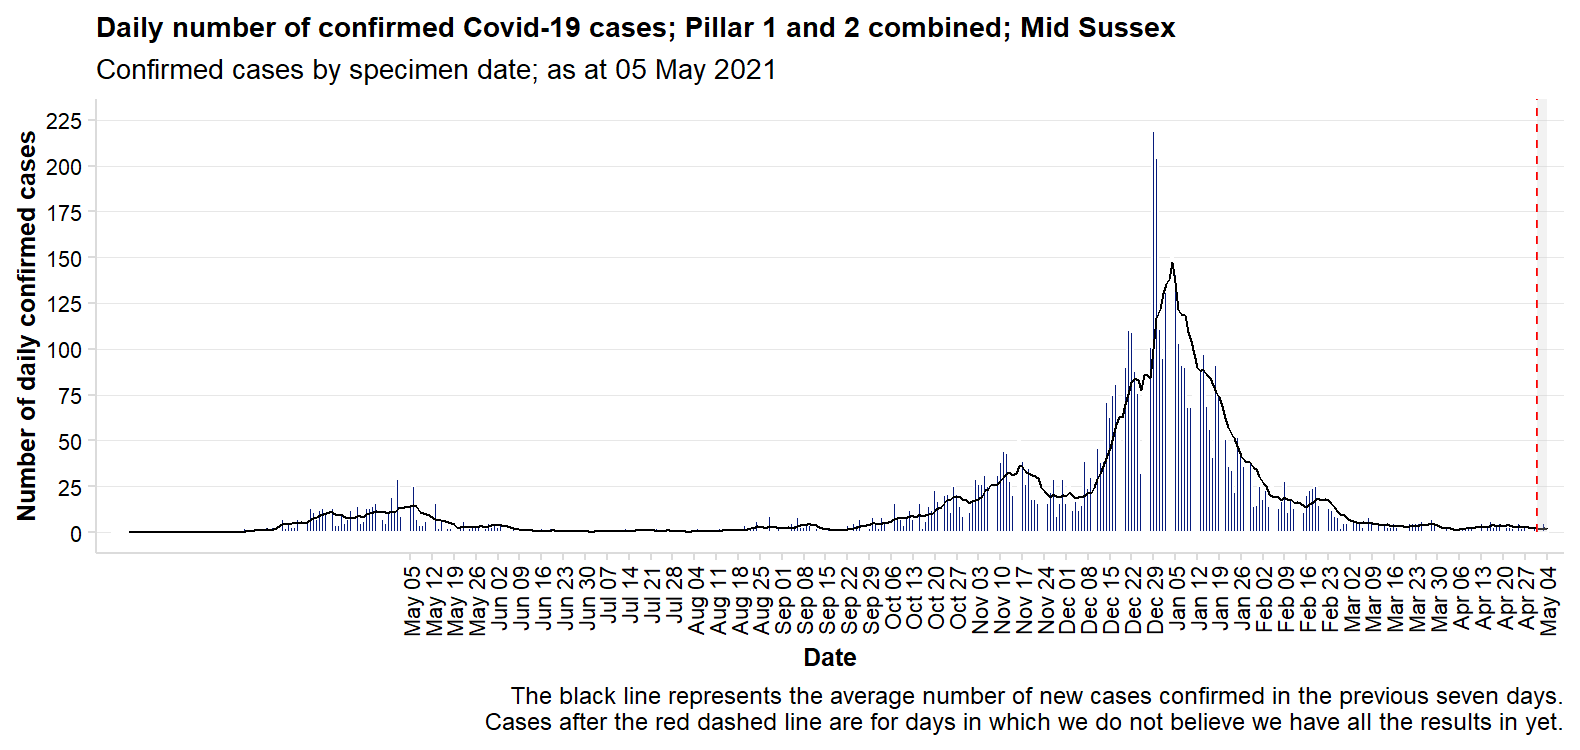 Daily number of confirmed Covid-19 cases; Pillar 1 and 2 combined; Mid Sussex
Confirmed cases by specimen date; as at 05 May 2021
Number of daily confirmed cases
225
200
175
150
125
100
75
50
25
0
May 05
May 12
May 19
May 26
Jun 02
Jun 09
Jun 16
Jun 23
Jun 30
Jul 07
Jul 14
Jul 21
Jul 28
Aug 04
Aug 11
Aug 18
Aug 25
Sep 01
Sep 08
Sep 15
Sep 22
Sep 29
Oct 06
Oct 13
Oct 20
Oct 27
Nov 03
Nov 10
Nov 17
Nov 24
Dec 01
Dec 08
Dec 15
Dec 22
Dec 29
Jan 05
Jan 12
Jan 19
Jan 26
Feb 02
Feb 09
Feb 16
Feb 23
Mar 02
Mar 09
Mar 16
Mar 23
Mar 30
Apr 06
Apr 13
Apr 20
Apr 27
May 04
Date
The black line represents the average number of new cases confirmed in the previous seven days.
Cases after the red dashed line are for days in which we do not believe we have all the results in yet.